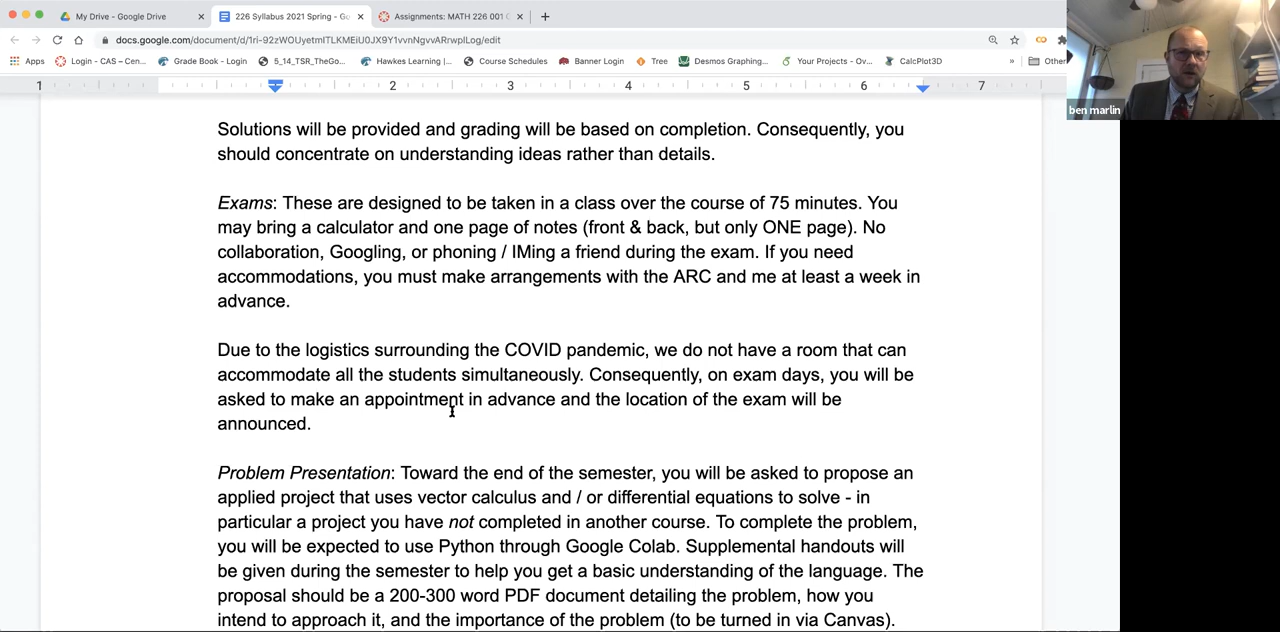 My Drive - Google Drive
226 Syllabus 2021 Spring - Go
Assignments: MATH 226 001 C
docs.google.com/document/d/1ri-92zWOUyetmITLKMEiU0JX9Y1vvnNgvvARrwpILog/edit
Apps
Login - CAS – Cen...
Grade Book - Login
5_14_TSR_TheGo...
Hawkes Learning |...
Course Schedules
Banner Login
Tree
Desmos Graphing...
Your Projects - Ov...
CalcPlot3D
»
Other
ben marlin
1 2 3 4 5 6 7
Solutions will be provided and grading will be based on completion. Consequently, you
should concentrate on understanding ideas rather than details.
Exams: These are designed to be taken in a class over the course of 75 minutes. You
may bring a calculator and one page of notes (front & back, but only ONE page). No
collaboration, Googling, or phoning / IMing a friend during the exam. If you need
accommodations, you must make arrangements with the ARC and me at least a week in
advance.
Due to the logistics surrounding the COVID pandemic, we do not have a room that can
accommodate all the students simultaneously. Consequently, on exam days, you will be
asked to make an appointment in advance and the location of the exam will be
announced.
Problem Presentation: Toward the end of the semester, you will be asked to propose an
applied project that uses vector calculus and / or differential equations to solve - in
particular a project you have not completed in another course. To complete the problem,
you will be expected to use Python through Google Colab. Supplemental handouts will
be given during the semester to help you get a basic understanding of the language. The
proposal should be a 200-300 word PDF document detailing the problem, how you
intend to approach it, and the importance of the problem (to be turned in via Canvas).